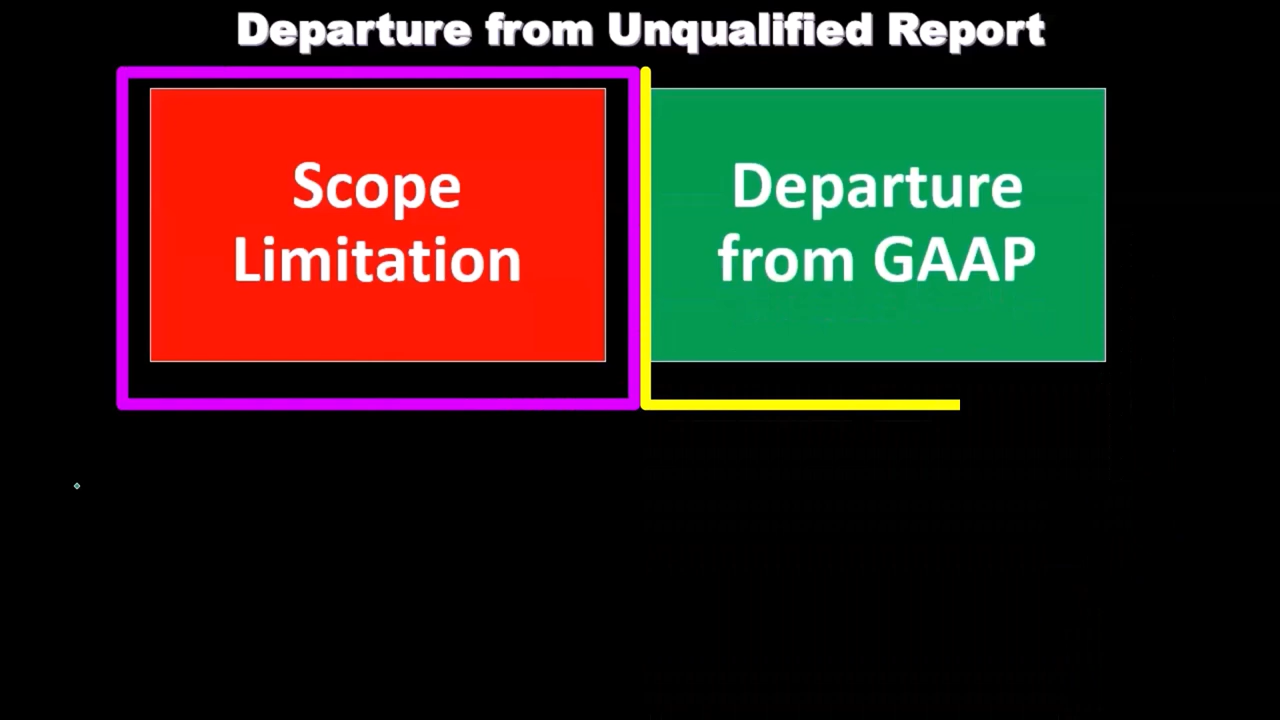 Departure from Unqualified Report
Scope
Limitation
Departure
from GAAP